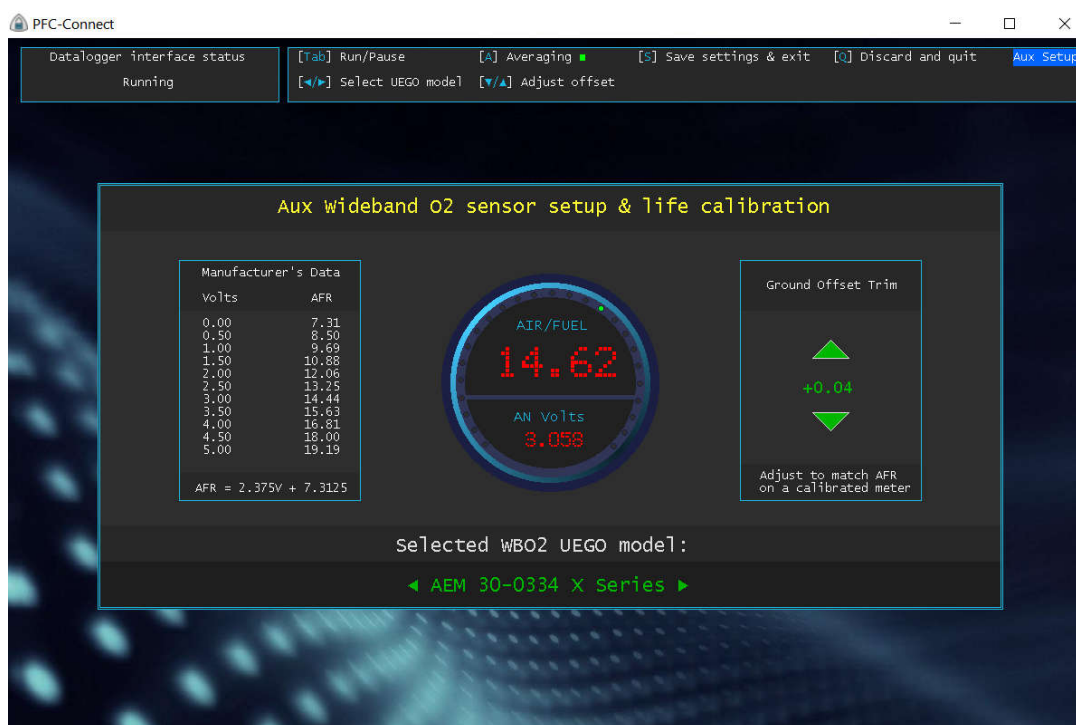 PFC-Connect
Datalogger interface status
Running
[Tab] Run/Pause [A] Averaging [S] Save settings & exit [Q] Discard and quit Aux Setup
[◄/►] Select UEGO model [▼/▲] Adjust offset
Aux Wideband O2 sensor setup & life calibration
Manufacturer's Data
Volts AFR
0.00 7.31
0.50 8.50
1.00 9.69
1.50 10.88
2.00 12.06
2.50 13.25
3.00 14.44
3.50 15.63
4.00 16.81
4.50 18.00
5.00 19.19
AFR = 2.375V + 7.3125
AIR/FUEL
14.62
AN Volts
3.058
Ground Offset Trim
+0.04
Adjust to match AFR
on a calibrated meter
Selected WBO2 UEGO model:
◄ AEM 30-0334 X Series ►